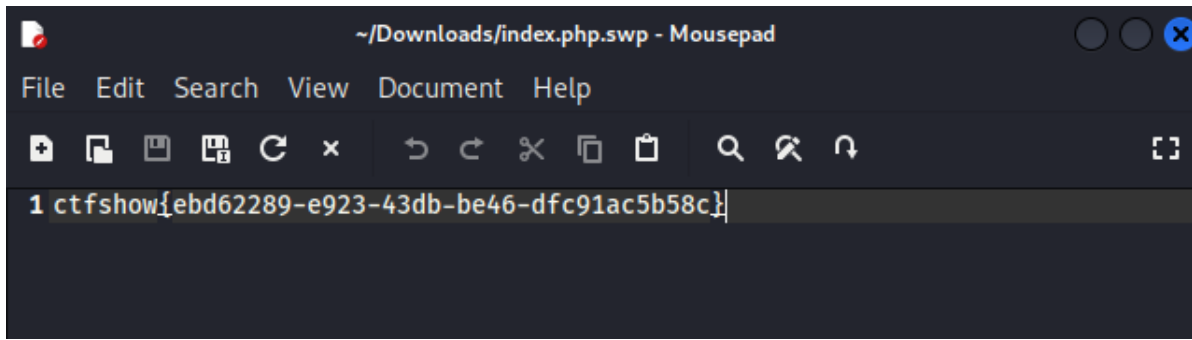 ~/Downloads/index.php.swp - Mousepad
File Edit Search View Document Help
1 ctfshow{ebd62289-e923-43db-be46-dfc91ac5b58c}